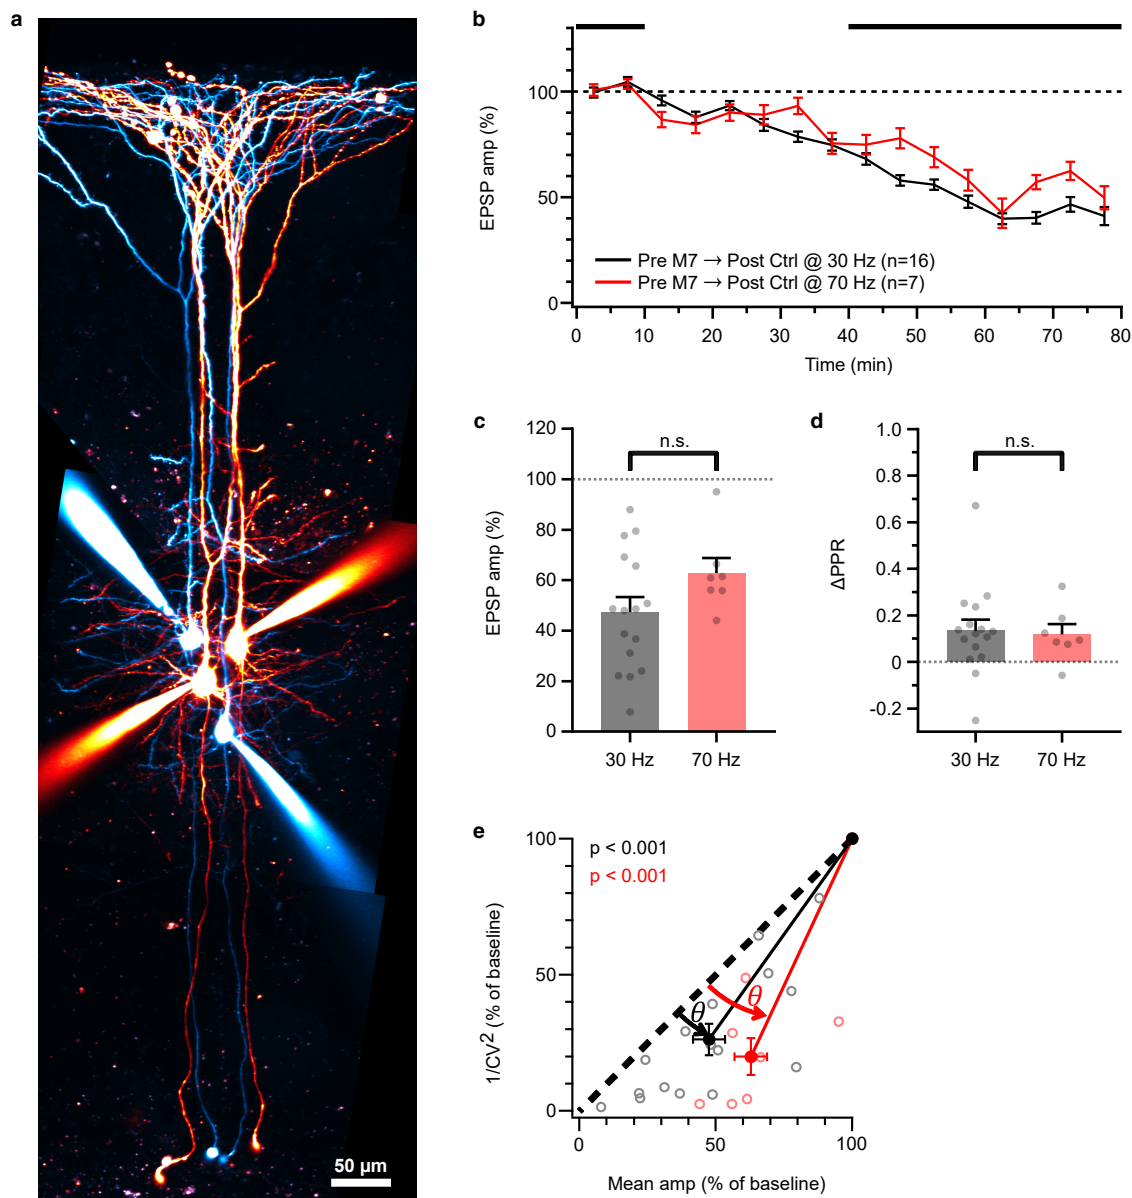 a
50 µm
b
EPSP amp (%)
100
50
0
Pre M7 → Post Ctrl @ 30 Hz (n=16)
Pre M7 → Post Ctrl @ 70 Hz (n=7)
0 10 20 30 40 50 60 70 80
Time (min)
c
EPSP amp (%)
120
100
80
60
40
20
0
n.s.
30 Hz 70 Hz
d
ΔPPR
1.0
0.8
0.6
0.4
0.2
0
-0.2
n.s.
30 Hz 70 Hz
e
1/CV² (% of baseline)
100
50
0
p < 0.001
p < 0.001
θ
θ
0 50 100
Mean amp (% of baseline)